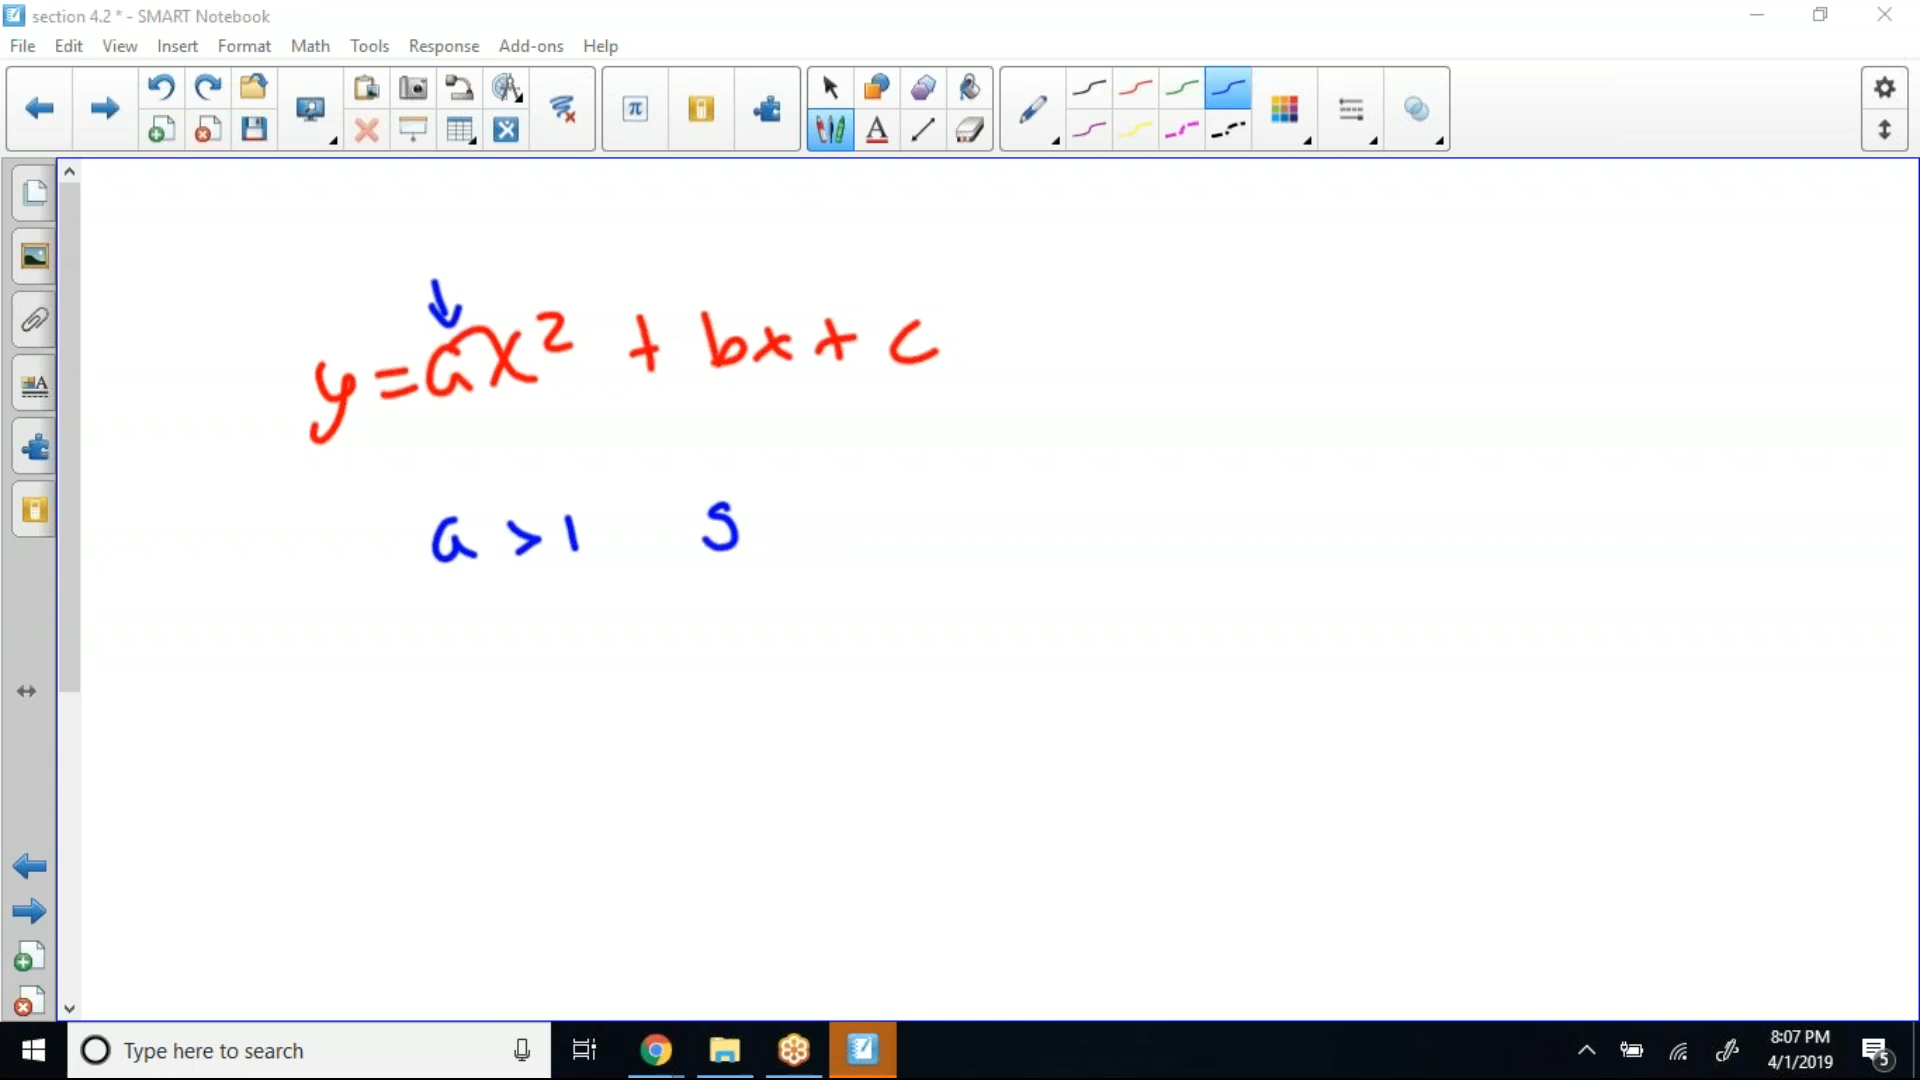 section 4.2 * - SMART Notebook
File Edit View Insert Format Math Tools Response Add-ons Help
y = ax² + bx + c
a > 1 S
Type here to search
8:07 PM
4/1/2019
5